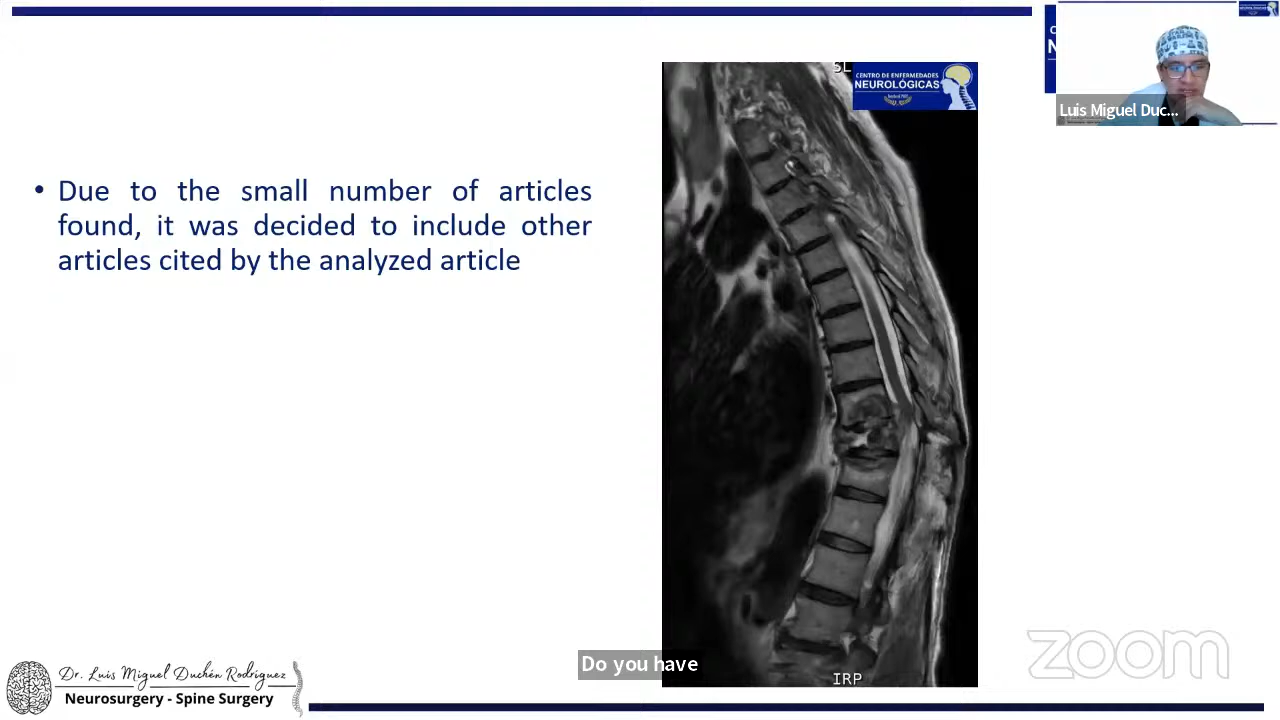 SL
CENTRO DE ENFERMEDADES
NEUROLÓGICAS
Luis Miguel Duc...
• Due to the small number of articles
found, it was decided to include other
articles cited by the analyzed article
Do you have
IRP
zoom
Dr. Luis Miguel Duchén Rodríguez
Neurosurgery - Spine Surgery